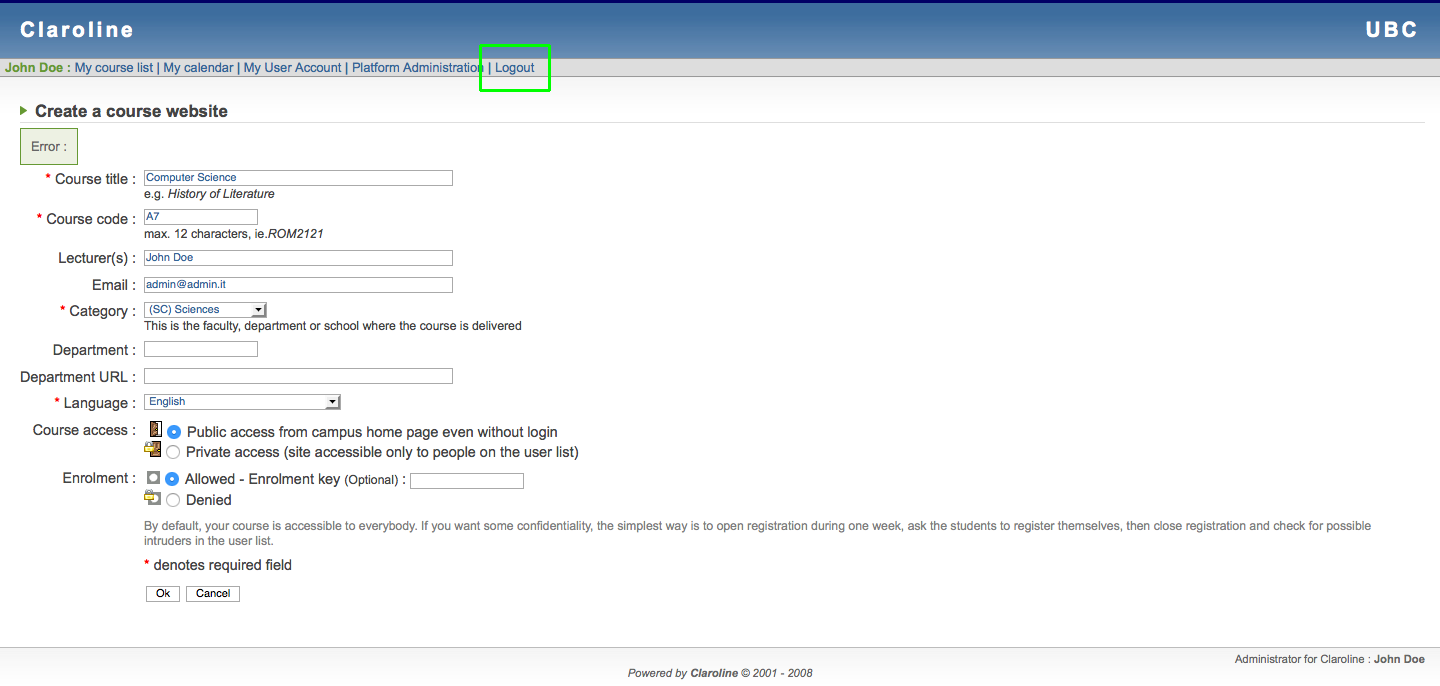 Claroline UBC
John Doe : My course list | My calendar | My User Account | Platform Administration | Logout
Create a course website
Error :
* Course title : Computer Science
e.g. History of Literature
* Course code : A7
max. 12 characters, ie.ROM2121
Lecturer(s) : John Doe
Email : admin@admin.it
* Category : (SC) Sciences
This is the faculty, department or school where the course is delivered
Department :
Department URL :
* Language : English
Course access : Public access from campus home page even without login
Private access (site accessible only to people on the user list)
Enrolment : Allowed - Enrolment key (Optional) :
Denied
By default, your course is accessible to everybody. If you want some confidentiality, the simplest way is to open registration during one week, ask the students to register themselves, then close registration and check for possible
intruders in the user list.
* denotes required field
Ok Cancel
Administrator for Claroline : John Doe
Powered by Claroline © 2001 - 2008